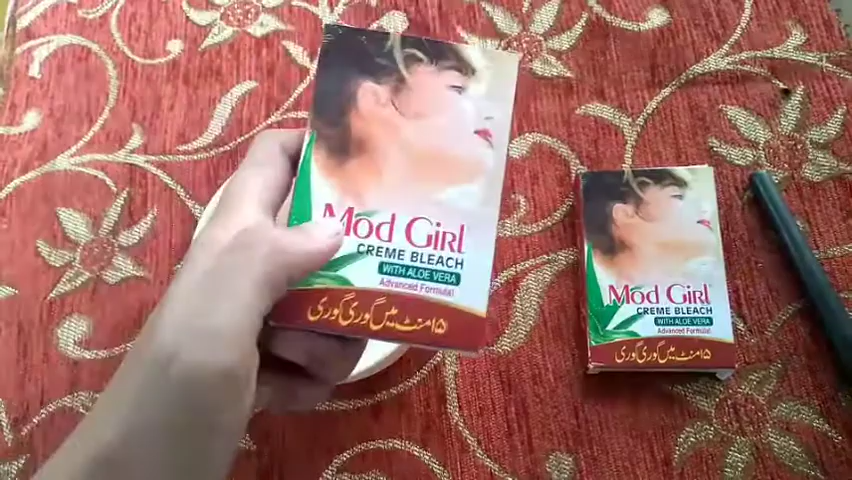 Mod Girl
CREME BLEACH
WITH ALOE VERA
Advanced Formula!
۱۵ منٹ میں گوری گوری
Mod Girl
CREME BLEACH
WITH ALOE VERA
Advanced Formula!
۱۵ منٹ میں گوری گوری